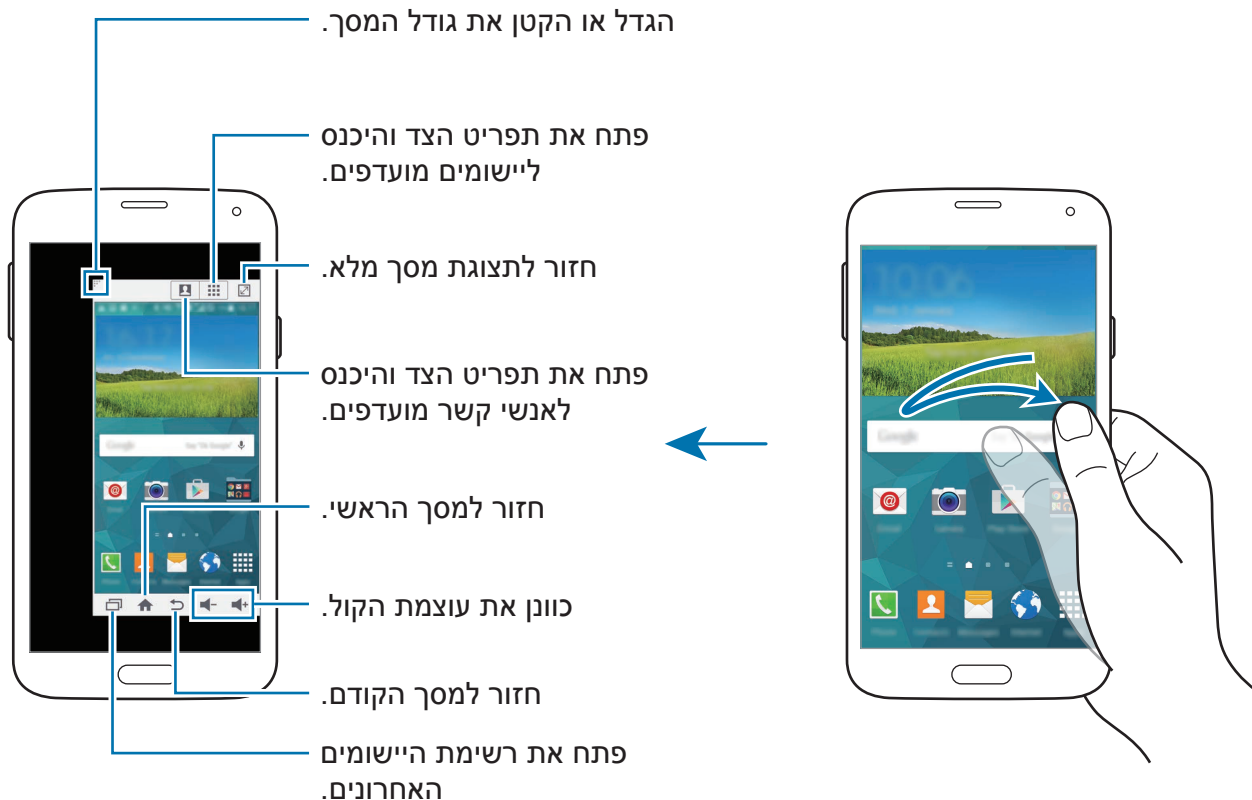 הגדל או הקטן את גודל המסך.
פתח את תפריט הצד והיכנס
ליישומים מועדפים.
חזור לתצוגת מסך מלא.
פתח את תפריט הצד והיכנס
לאנשי קשר מועדפים.
חזור למסך הראשי.
כוונן את עוצמת הקול.
חזור למסך הקודם.
פתח את רשימת היישומים
האחרונים.